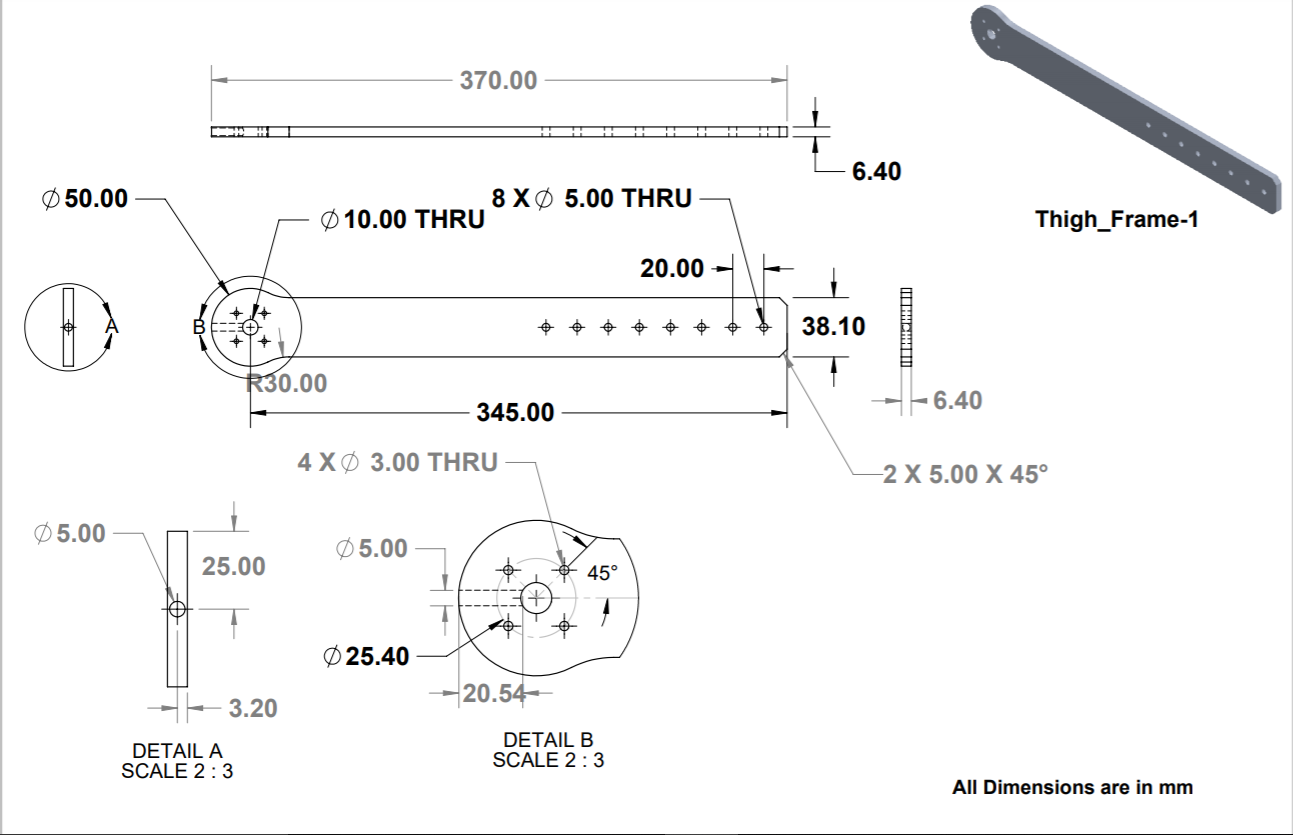 370.00
6.40
Thigh_Frame-1
∅ 50.00
∅ 10.00 THRU
8 X ∅ 5.00 THRU
20.00
A
B
38.10
R30.00
345.00
6.40
2 X 5.00 X 45°
4 X ∅ 3.00 THRU
∅ 5.00
25.00
3.20
DETAIL A
SCALE 2 : 3
∅ 5.00
45°
∅ 25.40
20.54
DETAIL B
SCALE 2 : 3
All Dimensions are in mm